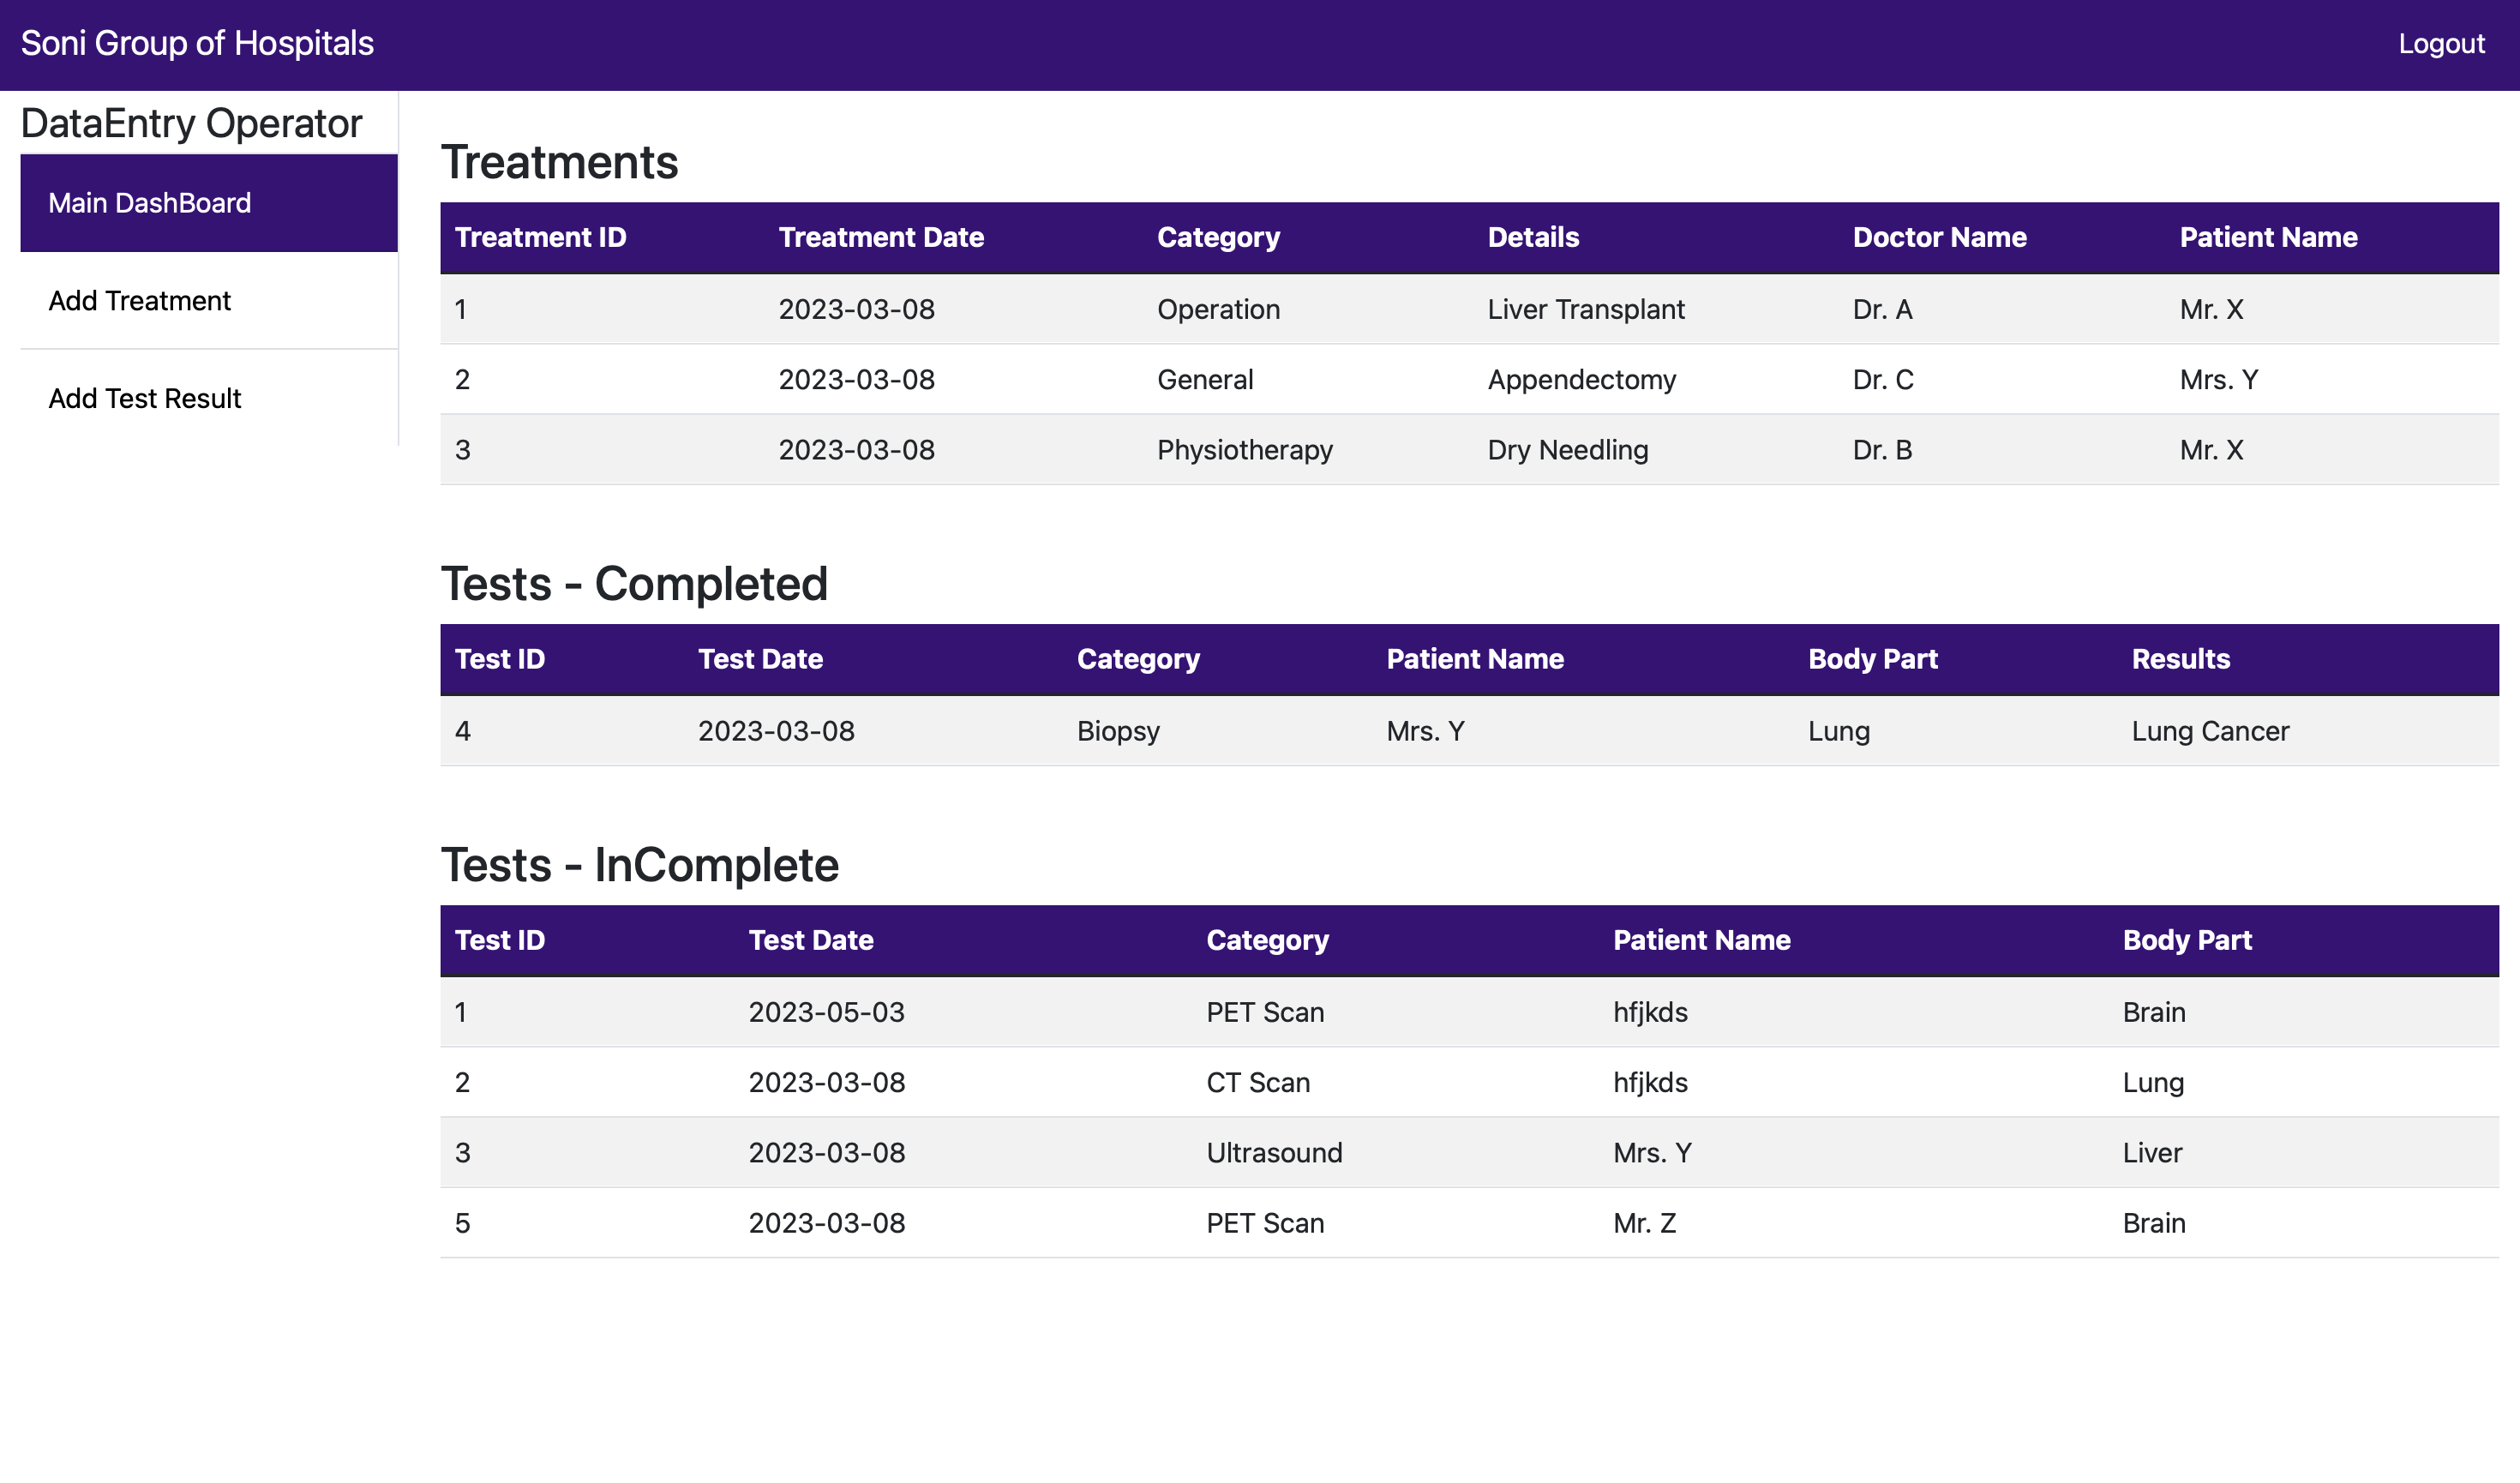 Soni Group of Hospitals Logout
DataEntry Operator
Main DashBoard
Add Treatment
Add Test Result
Treatments
Treatment ID Treatment Date Category Details Doctor Name Patient Name
1 2023-03-08 Operation Liver Transplant Dr. A Mr. X
2 2023-03-08 General Appendectomy Dr. C Mrs. Y
3 2023-03-08 Physiotherapy Dry Needling Dr. B Mr. X
Tests - Completed
Test ID Test Date Category Patient Name Body Part Results
4 2023-03-08 Biopsy Mrs. Y Lung Lung Cancer
Tests - InComplete
Test ID Test Date Category Patient Name Body Part
1 2023-05-03 PET Scan hfjkds Brain
2 2023-03-08 CT Scan hfjkds Lung
3 2023-03-08 Ultrasound Mrs. Y Liver
5 2023-03-08 PET Scan Mr. Z Brain